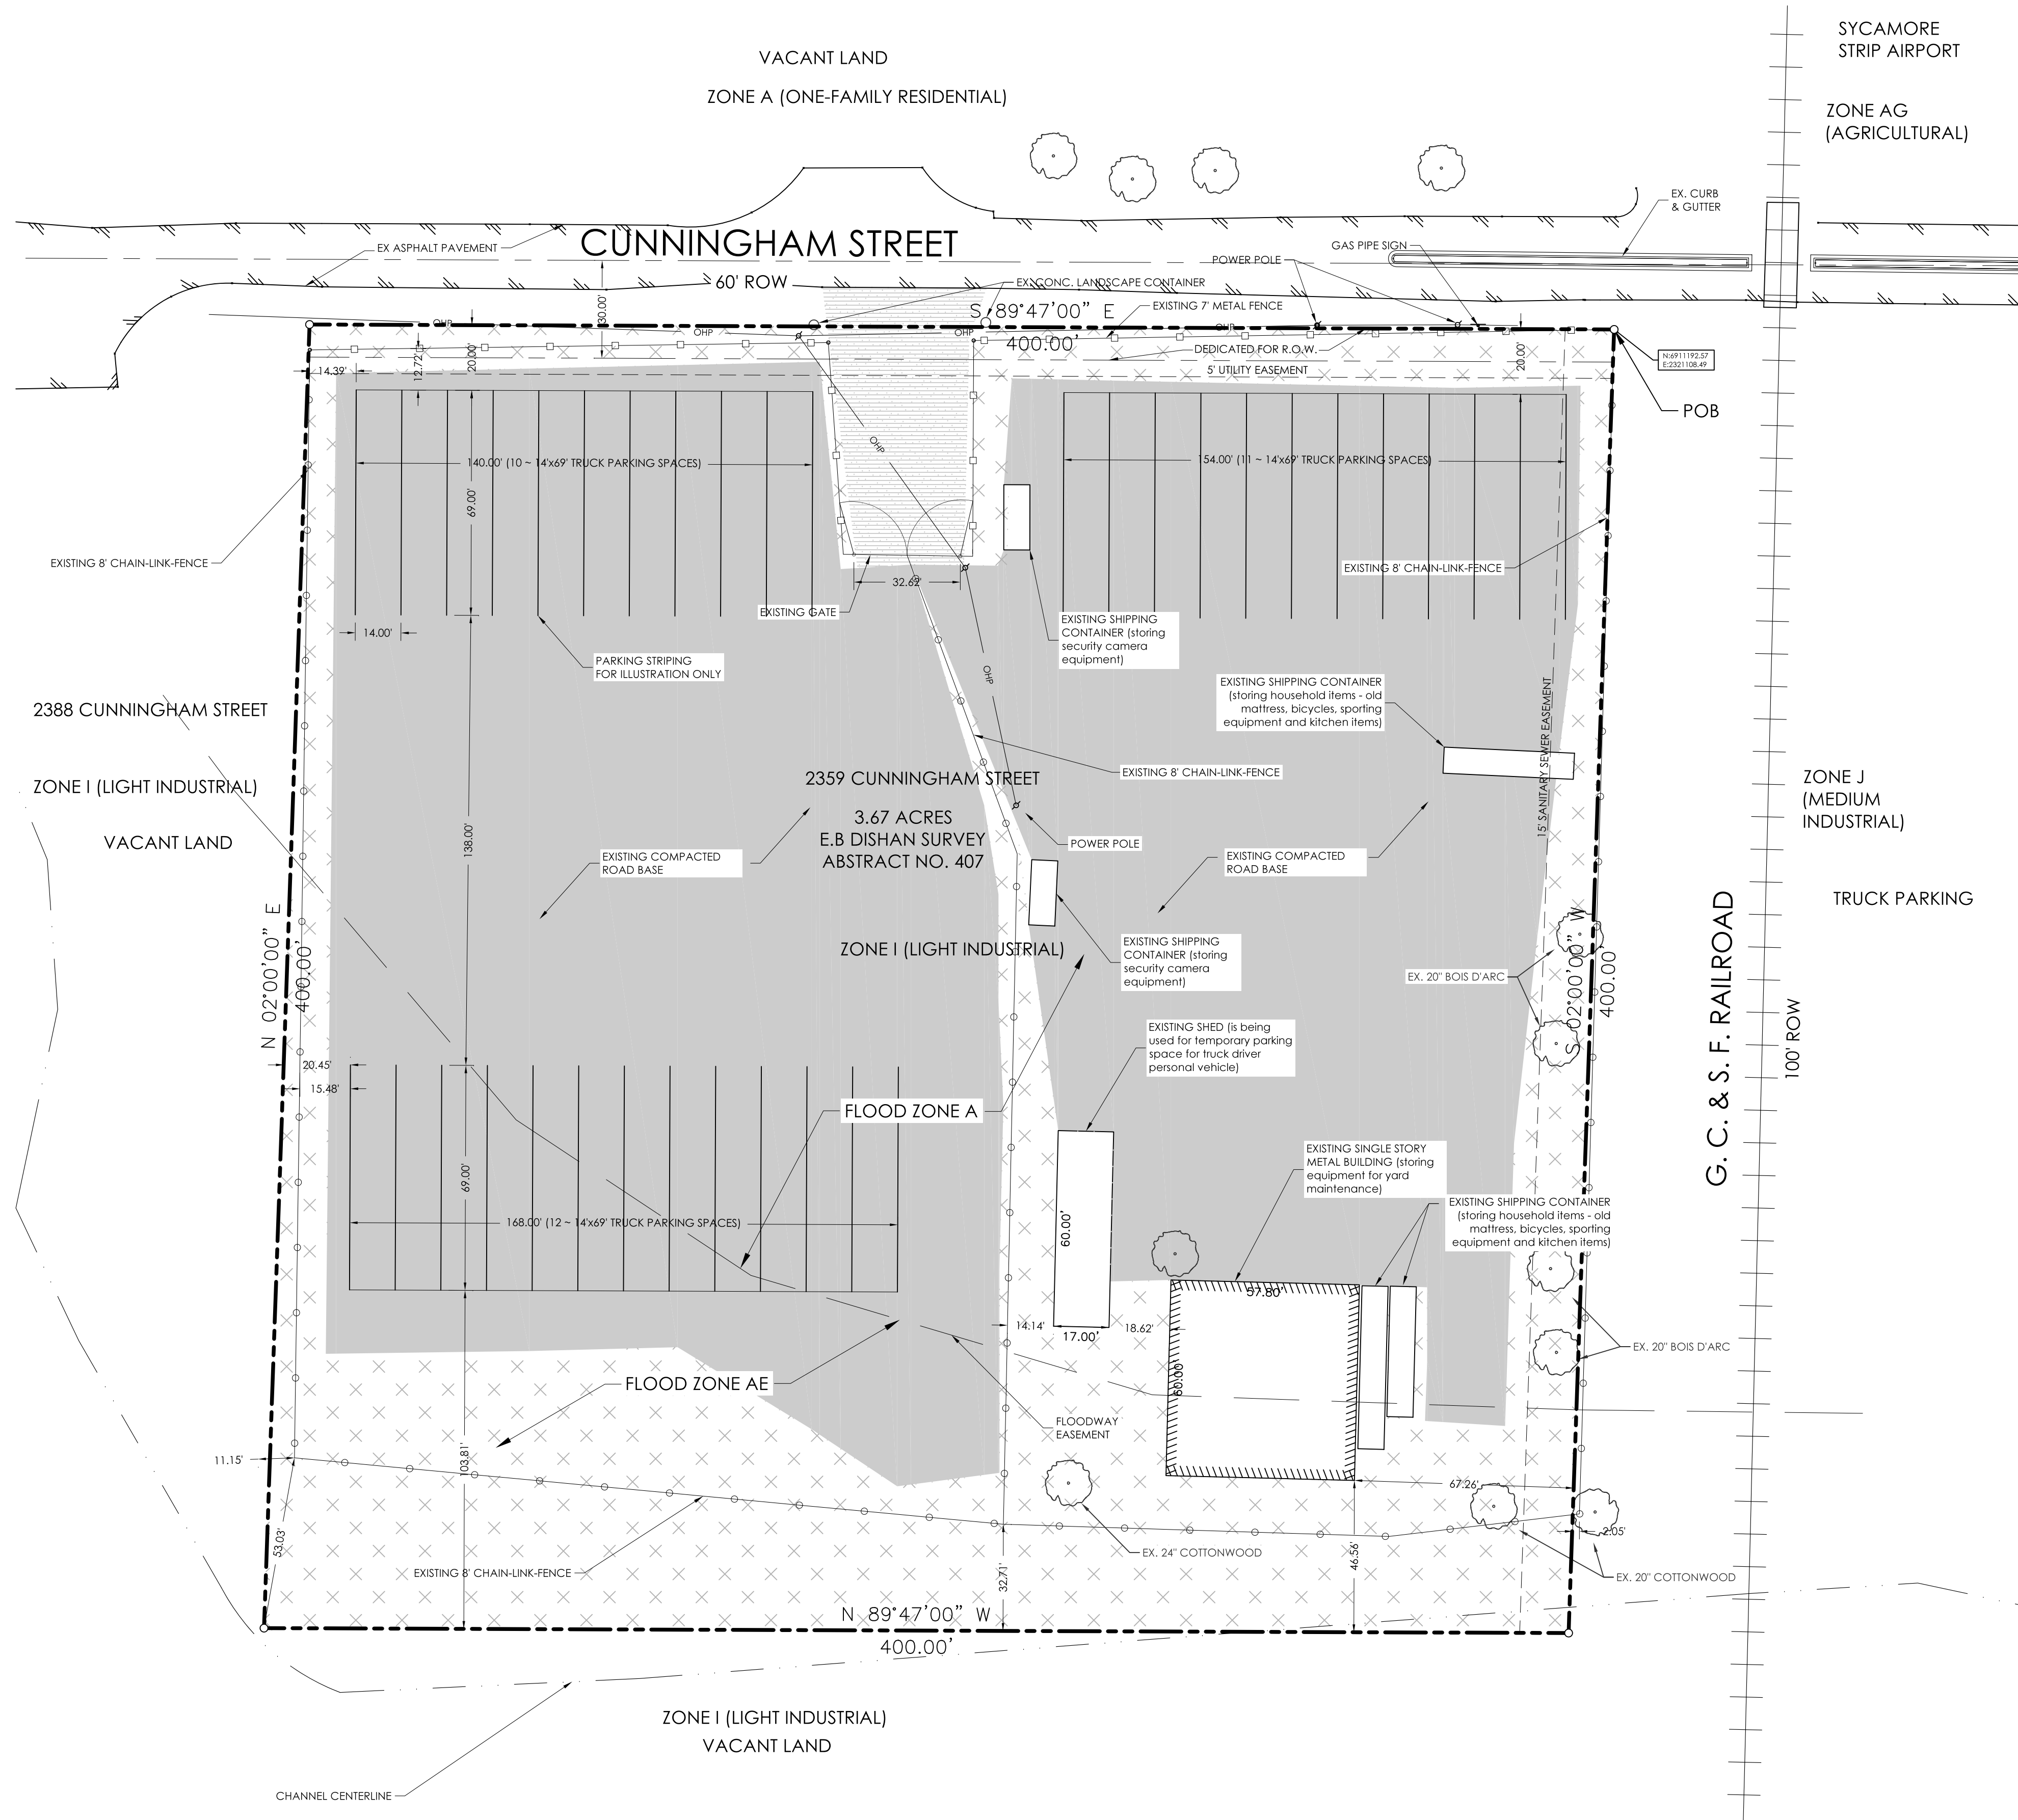 SYCAMORE
STRIP AIRPORT
VACANT LAND
ZONE A (ONE-FAMILY RESIDENTIAL)
ZONE AG
(AGRICULTURAL)
EX. CURB
& GUTTER
EX ASPHALT PAVEMENT
CUNNINGHAM STREET
GAS PIPE SIGN
POWER POLE
60' ROW
EX. CONC. LANDSCAPE CONTAINER
30.00'
S 89°47'00" E
EXISTING 7' METAL FENCE
OHP
OHP
OHP
OHP
400.00'
DEDICATED FOR R.O.W.
N:6911192.57
E:2321108.49
14.39'
12.72'
20.00'
5' UTILITY EASEMENT
20.00'
POB
OHP
140.00' (10 ~ 14'x69' TRUCK PARKING SPACES)
154.00' (11 ~ 14'x69' TRUCK PARKING SPACES)
69.00'
EXISTING 8' CHAIN-LINK-FENCE
EXISTING 8' CHAIN-LINK-FENCE
32.62'
EXISTING GATE
14.00'
EXISTING SHIPPING
CONTAINER (storing
security camera
equipment)
PARKING STRIPING
FOR ILLUSTRATION ONLY
OHP
EXISTING SHIPPING CONTAINER
(storing household items - old
mattress, bicycles, sporting
equipment and kitchen items)
15' SANITARY SEWER EASEMENT
2388 CUNNINGHAM STREET
ZONE I (LIGHT INDUSTRIAL)
VACANT LAND
2359 CUNNINGHAM STREET
EXISTING 8' CHAIN-LINK-FENCE
3.67 ACRES
E.B DISHAN SURVEY
ABSTRACT NO. 407
ZONE J
(MEDIUM
INDUSTRIAL)
138.00'
POWER POLE
EXISTING COMPACTED
ROAD BASE
EXISTING COMPACTED
ROAD BASE
TRUCK PARKING
N 02°00'00" E
400.00'
ZONE I (LIGHT INDUSTRIAL)
EXISTING SHIPPING
CONTAINER (storing
security camera
equipment)
EX. 20" BOIS D'ARC
S 02°00'00" W
400.00'
G. C. & S. F. RAILROAD
100' ROW
EXISTING SHED (is being
used for temporary parking
space for truck driver
personal vehicle)
20.45'
15.48'
FLOOD ZONE A
69.00'
EXISTING SINGLE STORY
METAL BUILDING (storing
equipment for yard
maintenance)
EXISTING SHIPPING CONTAINER
(storing household items - old
mattress, bicycles, sporting
equipment and kitchen items)
168.00' (12 ~ 14'x69' TRUCK PARKING SPACES)
60.00'
57.80'
14.14'
17.00'
18.62'
60.00'
EX. 20" BOIS D'ARC
FLOOD ZONE AE
FLOODWAY
EASEMENT
11.15'
103.81'
67.26'
53.03'
2.05'
EX. 24" COTTONWOOD
46.56'
32.71'
EXISTING 8' CHAIN-LINK-FENCE
EX. 20" COTTONWOOD
N 89°47'00" W
400.00'
ZONE I (LIGHT INDUSTRIAL)
VACANT LAND
CHANNEL CENTERLINE